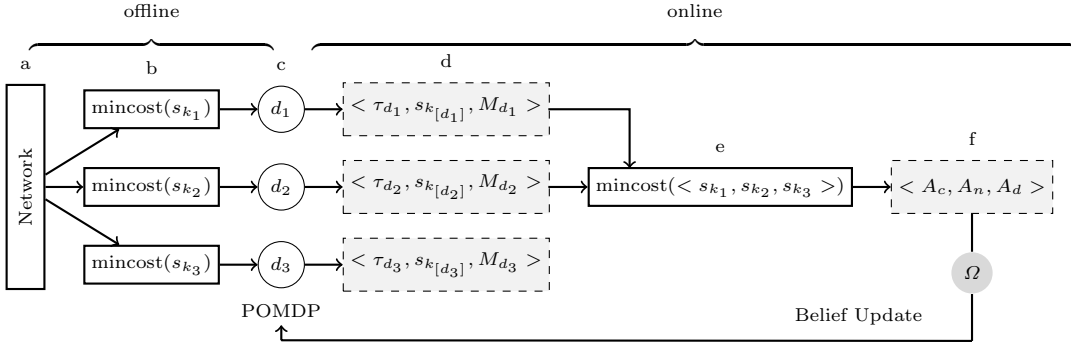 offline online
a b c d
mincost(s_{k_1}) d_1 < τ_{d_1}, s_{k_{[d_1]}}, M_{d_1} >
e f
Network mincost(s_{k_2}) d_2 < τ_{d_2}, s_{k_{[d_2]}}, M_{d_2} > mincost(< s_{k_1}, s_{k_2}, s_{k_3} >) < A_c, A_n, A_d >
mincost(s_{k_3}) d_3 < τ_{d_3}, s_{k_{[d_3]}}, M_{d_3} > Ω
POMDP Belief Update